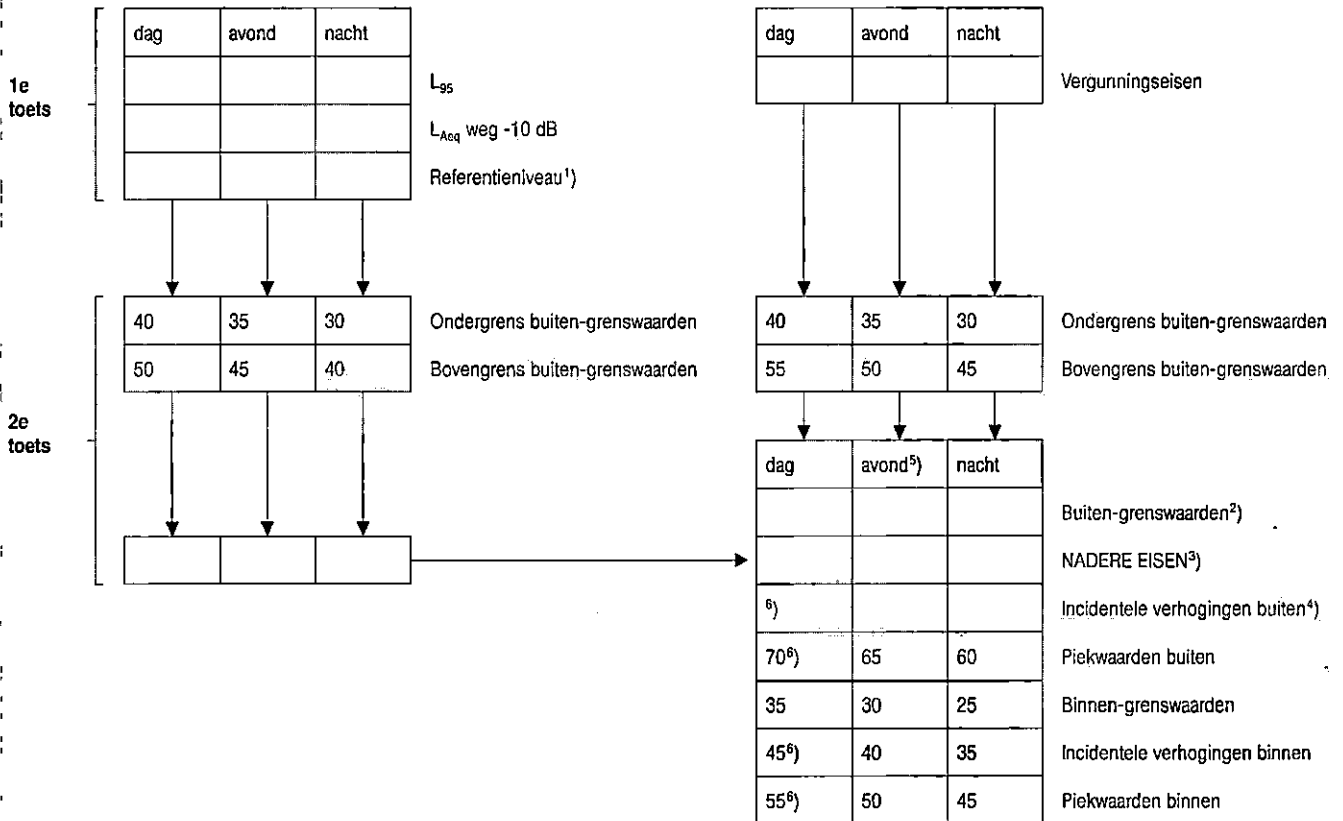 dag avond nacht
1e toets
L95
LAeq weg -10 dB
Referentieniveau¹)
dag avond nacht
Vergunningseisen
2e toets
40 35 30 Ondergrens buiten-grenswaarden
50 45 40 Bovengrens buiten-grenswaarden
40 35 30 Ondergrens buiten-grenswaarden
55 50 45 Bovengrens buiten-grenswaarden
dag avond⁵) nacht
Buiten-grenswaarden²)
NADERE EISEN³)
⁶) Incidentele verhogingen buiten⁴)
70⁶) 65 60 Piekwaarden buiten
35 30 25 Binnen-grenswaarden
45⁶) 40 35 Incidentele verhogingen binnen
55⁶) 50 45 Piekwaarden binnen